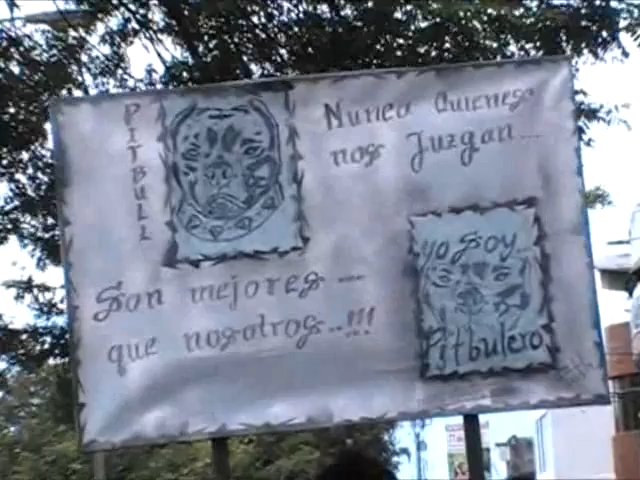 PITBULL
Nunca Quienes
nos Juzgan...
Son mejores ...
que nosotros..!!!
yo soy
Pitbulero